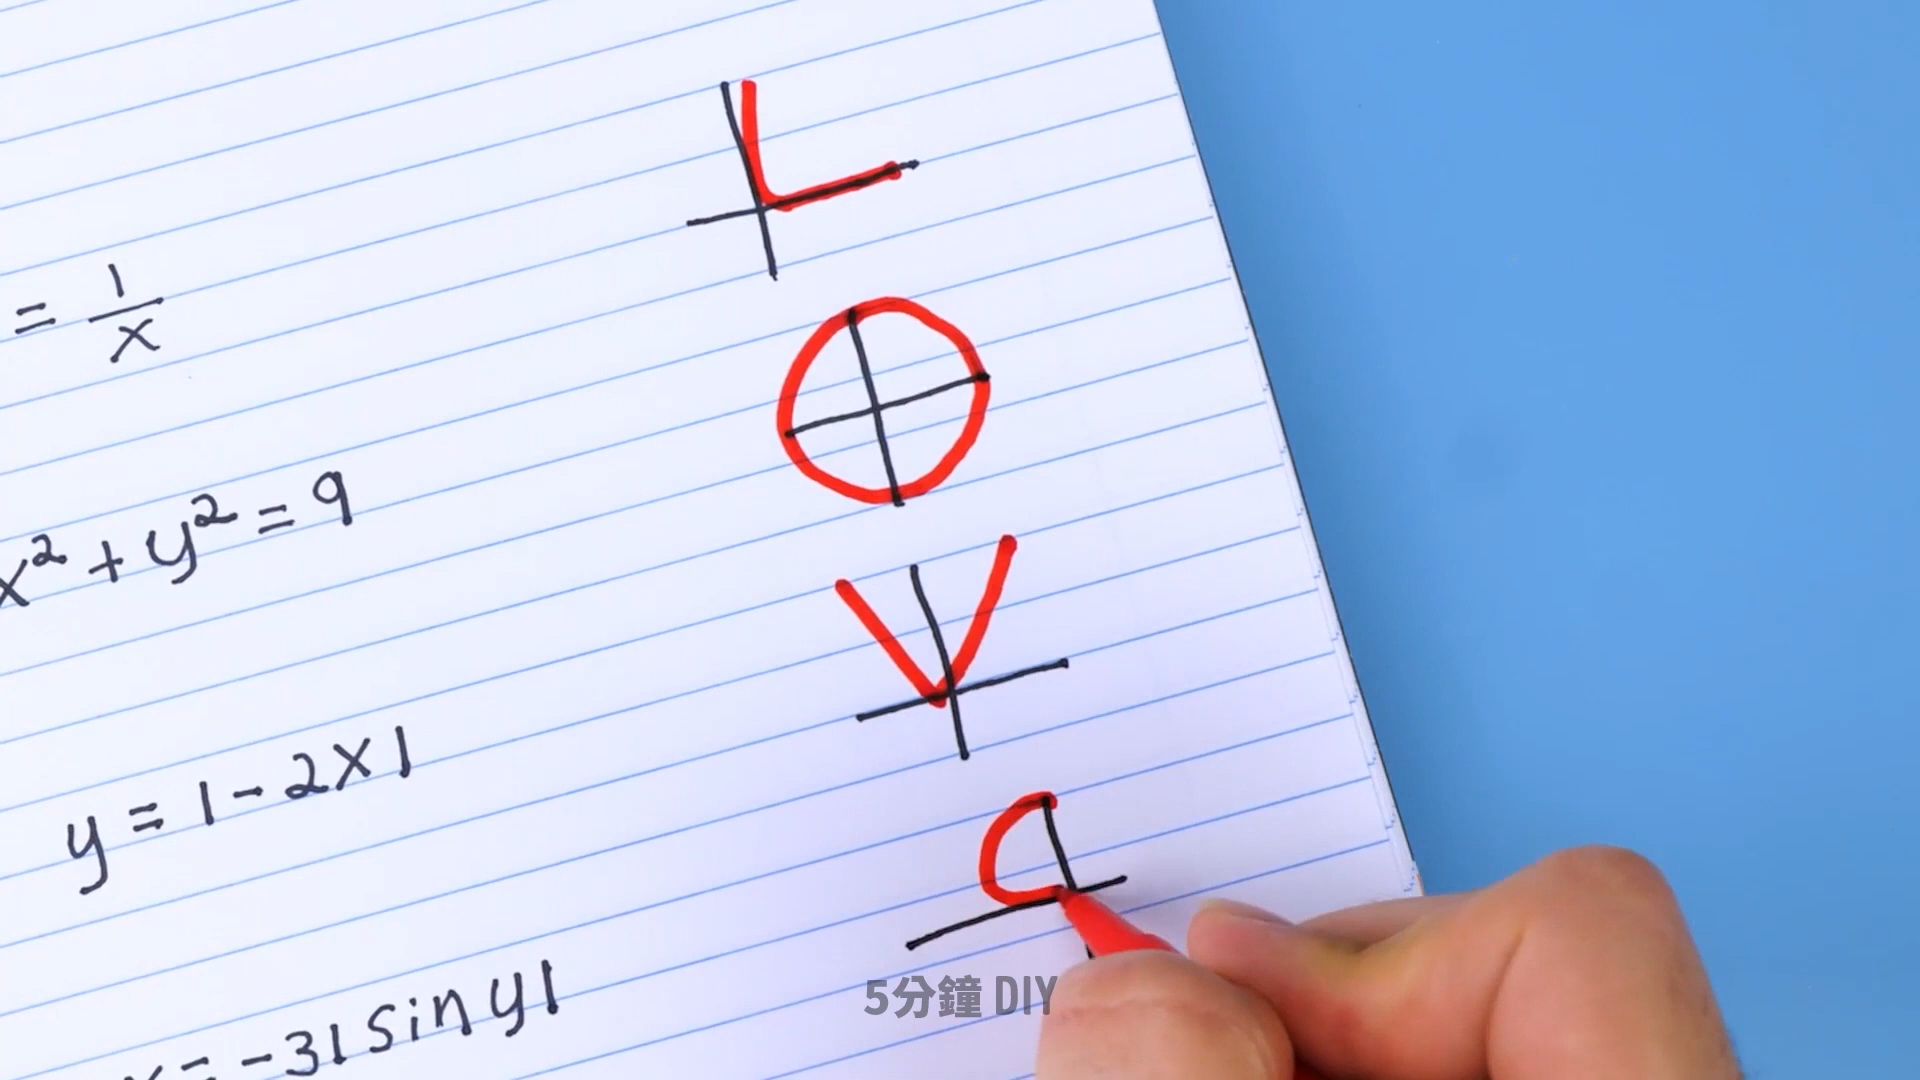 = 1/x
x² + y² = 9
y = 1 - 2x1
x = -31 sin y1
5分鐘 DIY